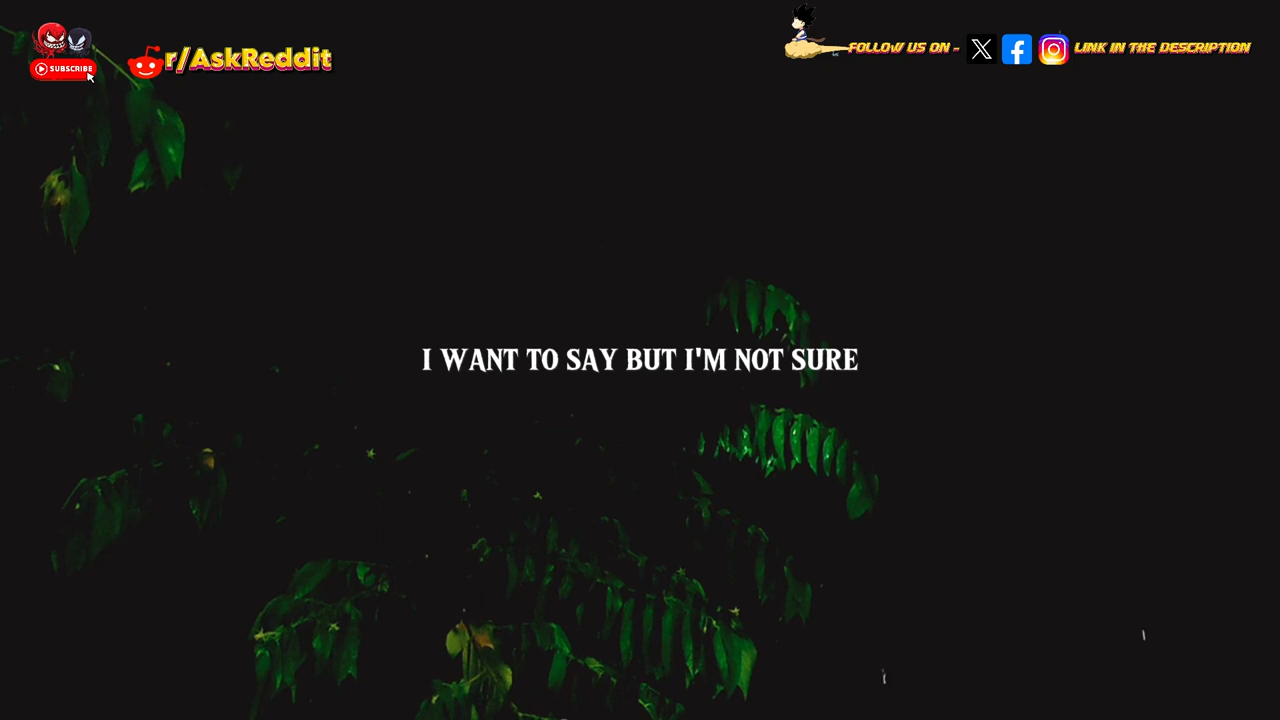 SUBSCRIBE
r/AskReddit
FOLLOW US ON -
LINK IN THE DESCRIPTION
I WANT TO SAY BUT I'M NOT SURE